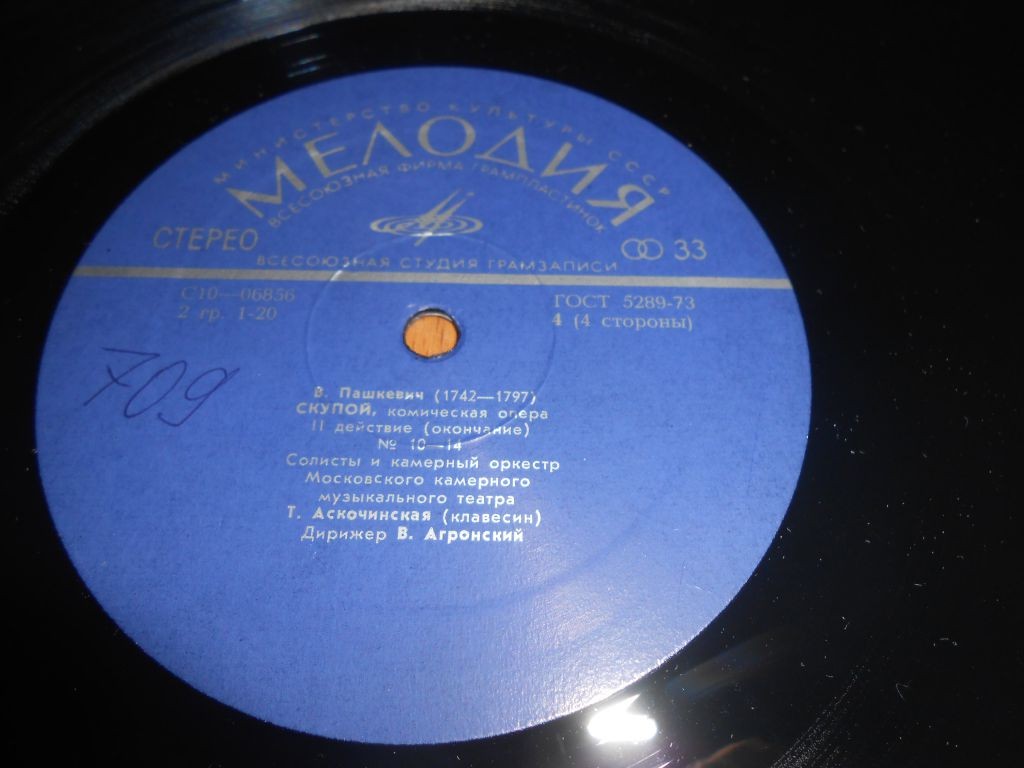 МИНИСТЕРСТВО КУЛЬТУРЫ СССР
МЕЛОДИЯ
ВСЕСОЮЗНАЯ ФИРМА ГРАМПЛАСТИНОК
СТЕРЕО
33
ВСЕСОЮЗНАЯ СТУДИЯ ГРАМЗАПИСИ
С10—06856
2 гр. 1-20
ГОСТ 5289-73
4 (4 стороны)
709
В. Пашкевич (1742—1797)
СКУПОЙ, комическая опера
II действие (окончание)
№ 10—14
Солисты и камерный оркестр
Московского камерного
музыкального театра
Т. Аскочинская (клавесин)
Дирижер В. Агронский